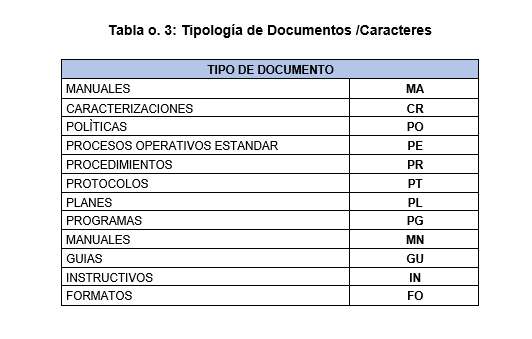 Tabla o. 3: Tipología de Documentos /Caracteres
TIPO DE DOCUMENTO
MANUALES MA
CARACTERIZACIONES CR
POLÌTICAS PO
PROCESOS OPERATIVOS ESTANDAR PE
PROCEDIMIENTOS PR
PROTOCOLOS PT
PLANES PL
PROGRAMAS PG
MANUALES MN
GUIAS GU
INSTRUCTIVOS IN
FORMATOS FO